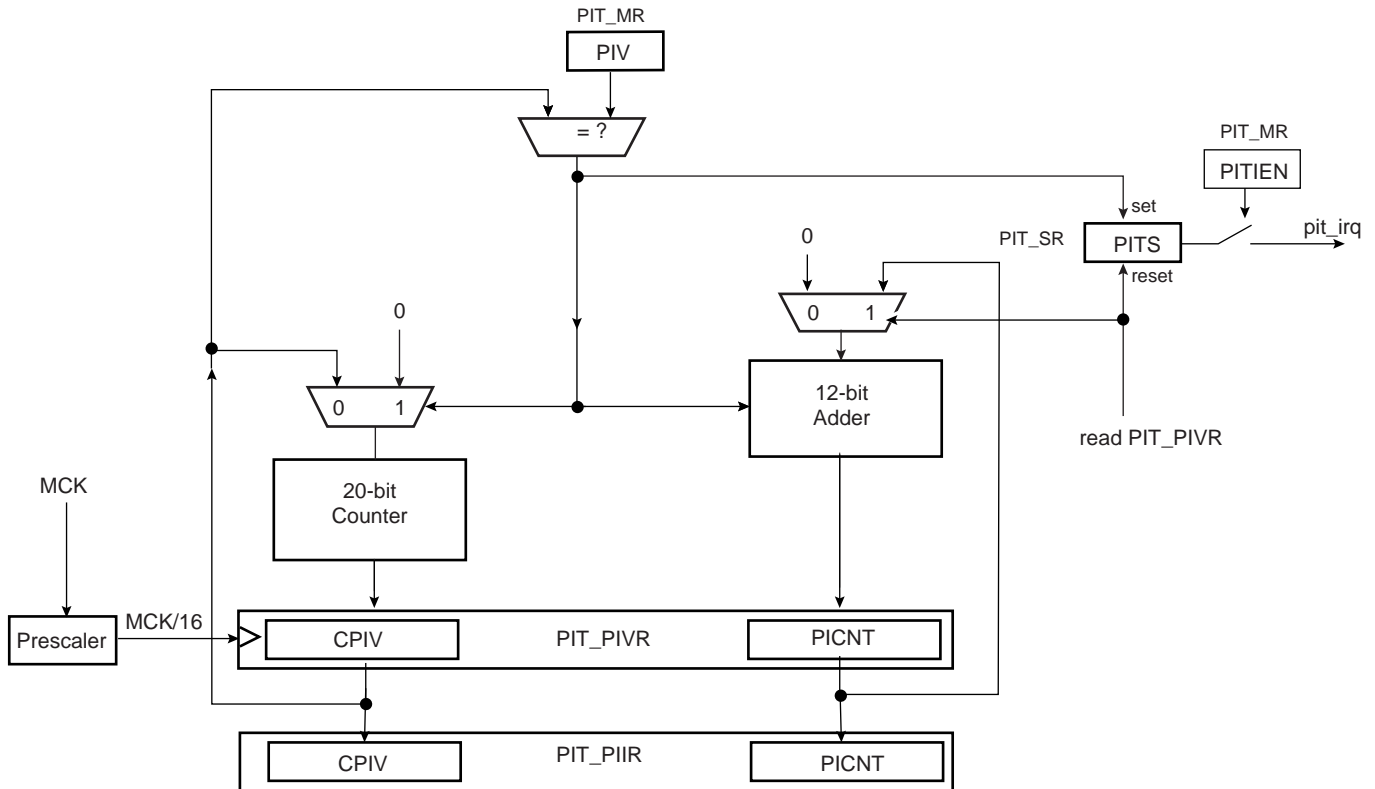 PIT_MR
PIV
= ?
PIT_MR
PITIEN
set
PIT_SR
PITS
pit_irq
reset
0
0 1
0
0 1
12-bit
Adder
read PIT_PIVR
20-bit
Counter
MCK
Prescaler
MCK/16
CPIV
PIT_PIVR
PICNT
CPIV
PIT_PIIR
PICNT